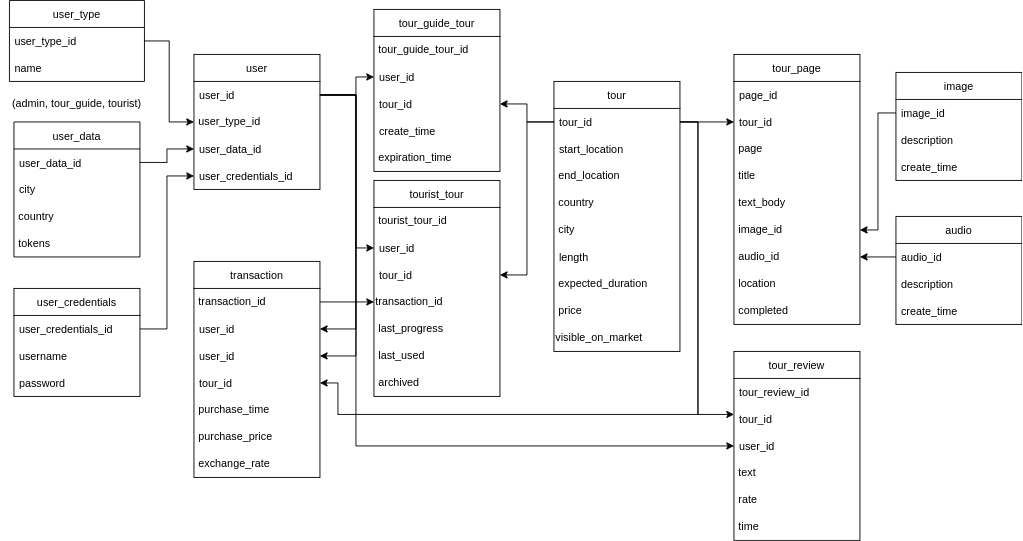 user_type
user_type_id
name
(admin, tour_guide, tourist)
user_data
user_data_id
city
country
tokens
user_credentials
user_credentials_id
username
password
user
user_id
user_type_id
user_data_id
user_credentials_id
transaction
transaction_id
user_id
user_id
tour_id
purchase_time
purchase_price
exchange_rate
tour_guide_tour
tour_guide_tour_id
user_id
tour_id
create_time
expiration_time
tourist_tour
tourist_tour_id
user_id
tour_id
transaction_id
last_progress
last_used
archived
tour
tour_id
start_location
end_location
country
city
length
expected_duration
price
visible_on_market
tour_page
page_id
tour_id
page
title
text_body
image_id
audio_id
location
completed
tour_review
tour_review_id
tour_id
user_id
text
rate
time
image
image_id
description
create_time
audio
audio_id
description
create_time